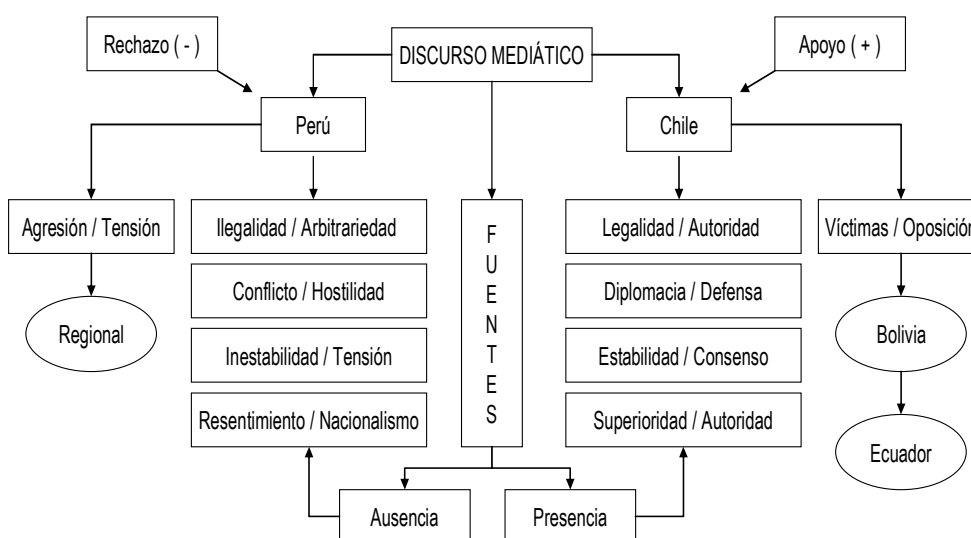 Rechazo ( - )
DISCURSO MEDIÁTICO
Apoyo ( + )
Perú
Chile
Agresión / Tensión
Ilegalidad / Arbitrariedad
F
U
E
N
T
E
S
Legalidad / Autoridad
Víctimas / Oposición
Conflicto / Hostilidad
Diplomacia / Defensa
Regional
Bolivia
Inestabilidad / Tensión
Estabilidad / Consenso
Resentimiento / Nacionalismo
Superioridad / Autoridad
Ecuador
Ausencia
Presencia